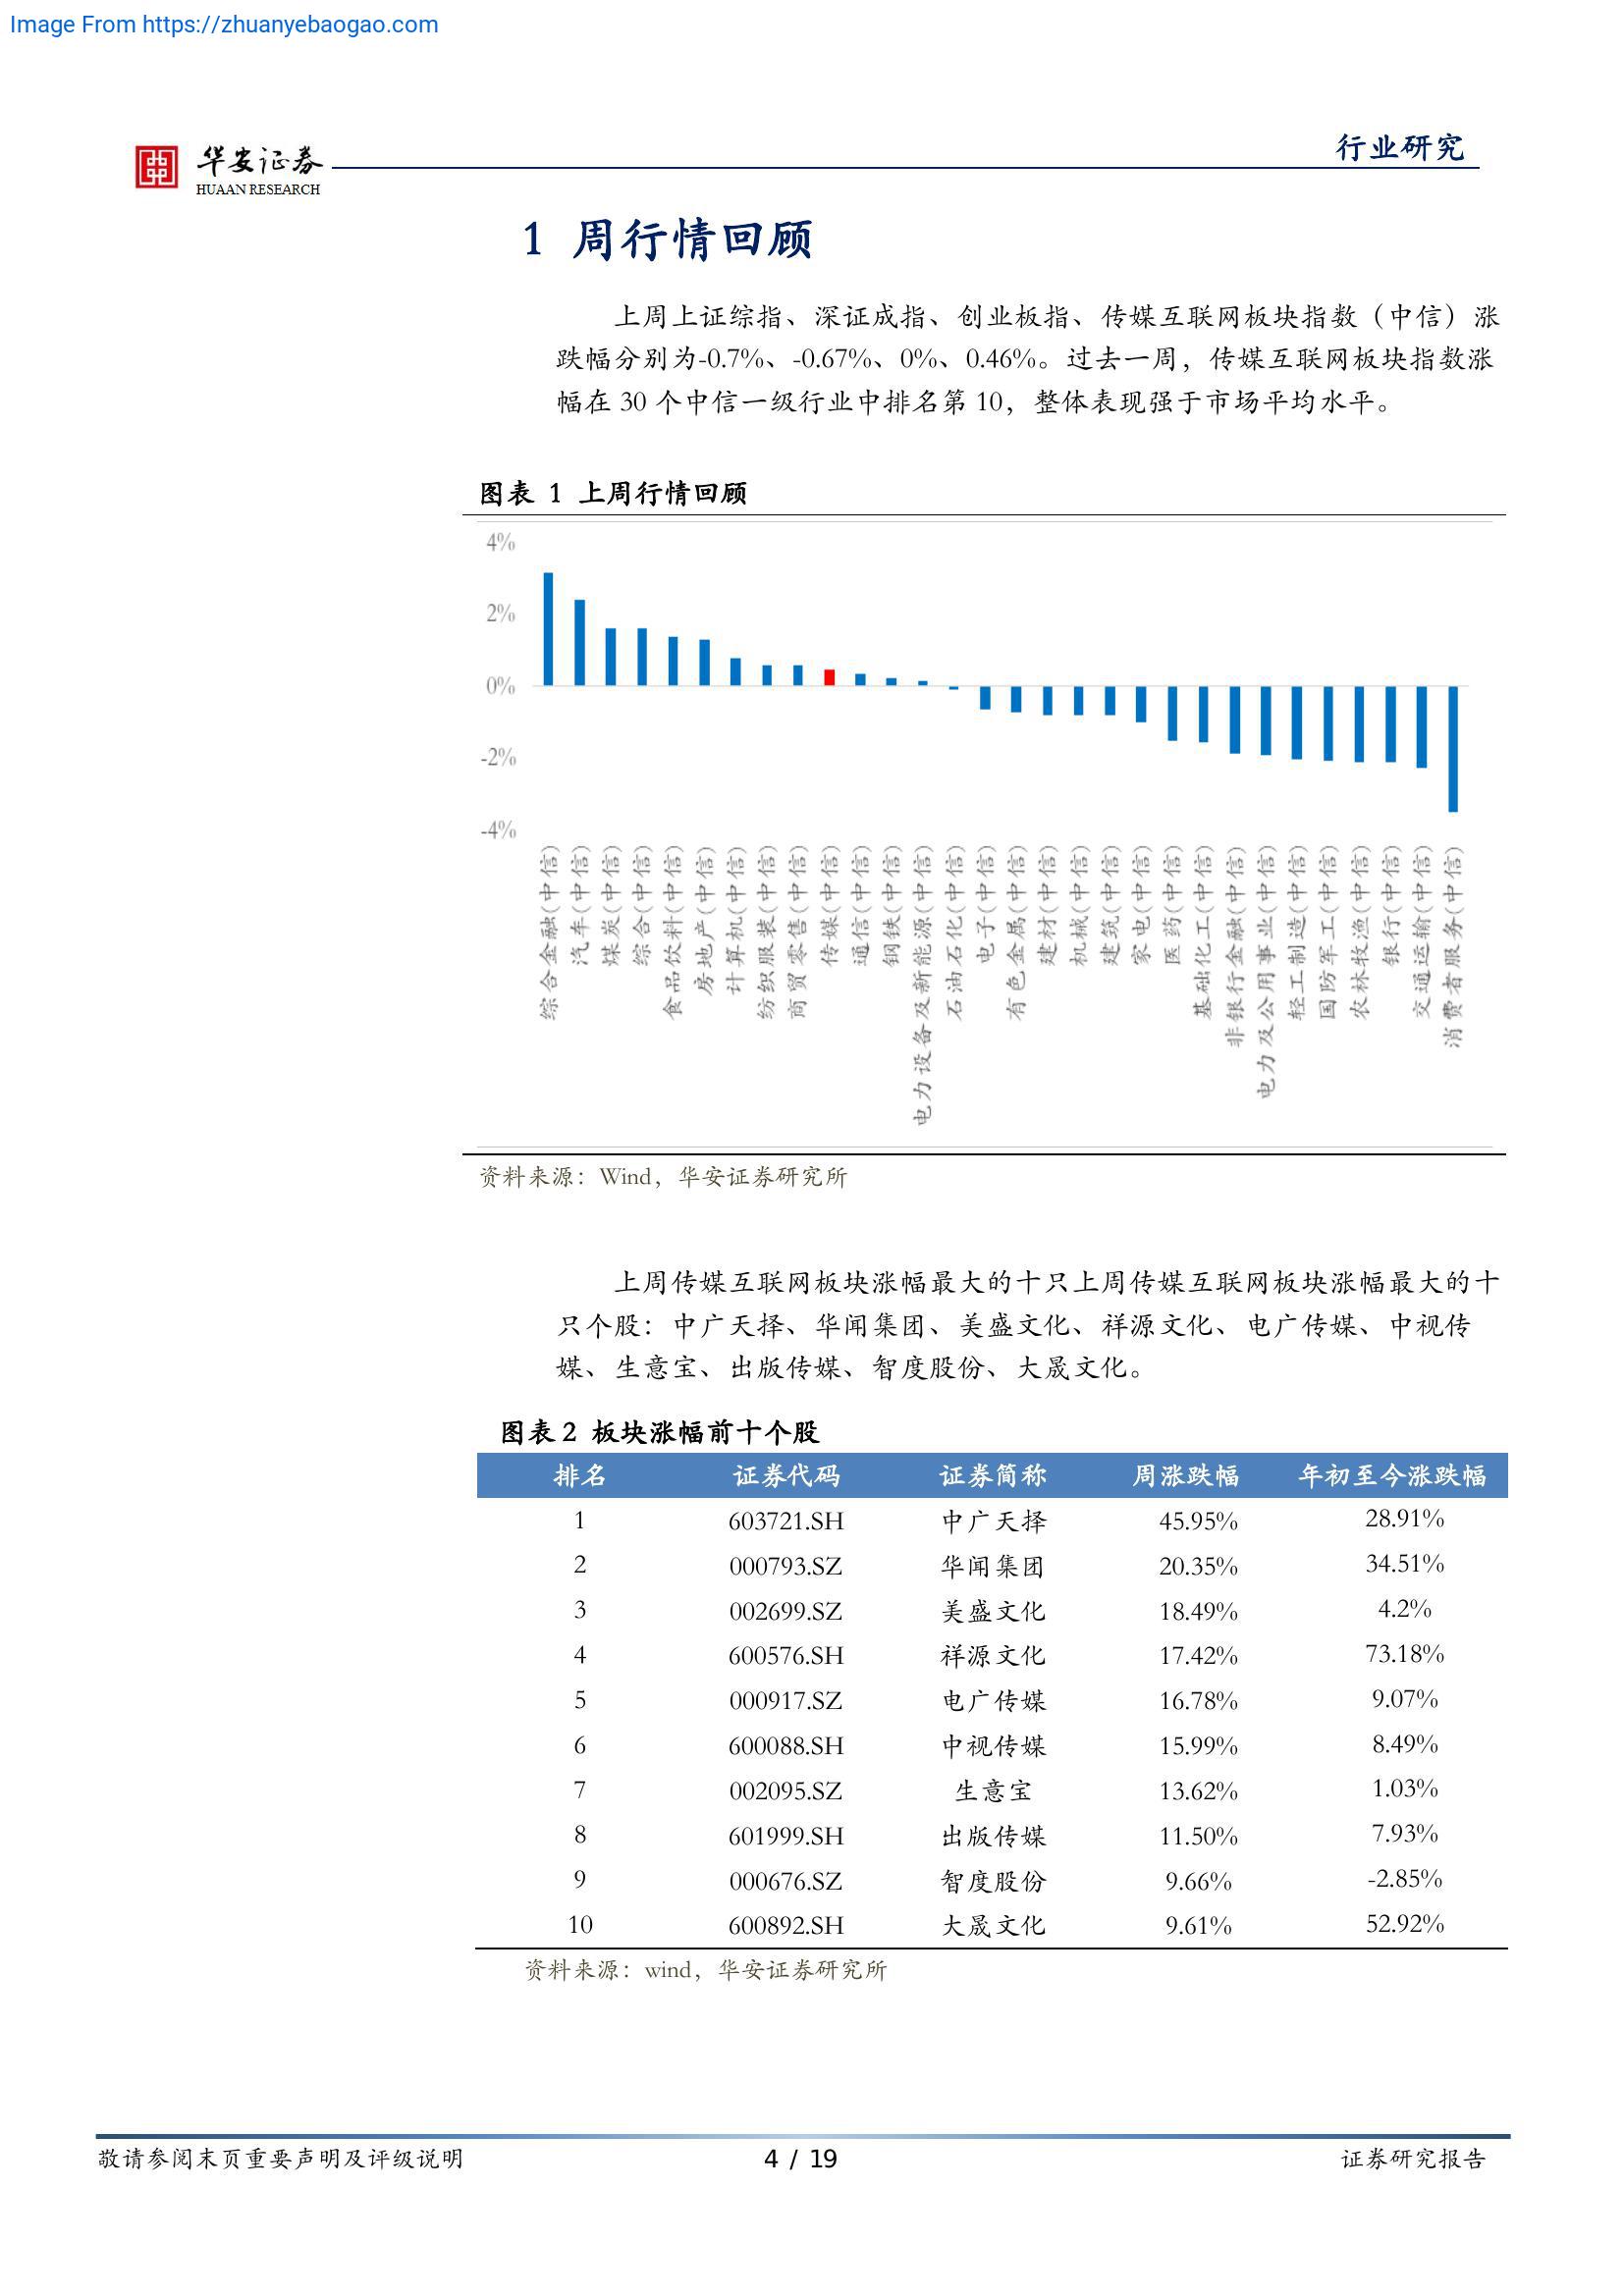 Image From https://zhuanyebaogao.com
华安证券
HUAAN RESEARCH
行业研究
1 周行情回顾
上周上证综指、深证成指、创业板指、传媒互联网板块指数（中信）涨
跌幅分别为-0.7%、-0.67%、0%、0.46%。过去一周，传媒互联网板块指数涨
幅在 30 个中信一级行业中排名第 10，整体表现强于市场平均水平。
图表 1 上周行情回顾
4%
2%
0%
-2%
-4%
综合金融(中信)
汽车(中信)
煤炭(中信)
综合(中信)
食品饮料(中信)
房地产(中信)
计算机(中信)
纺织服装(中信)
商贸零售(中信)
传媒(中信)
通信(中信)
钢铁(中信)
电力设备及新能源(中信)
石油石化(中信)
电子(中信)
有色金属(中信)
建材(中信)
机械(中信)
建筑(中信)
家电(中信)
医药(中信)
基础化工(中信)
非银行金融(中信)
电力及公用事业(中信)
轻工制造(中信)
国防军工(中信)
农林牧渔(中信)
银行(中信)
交通运输(中信)
消费者服务(中信)
资料来源：Wind，华安证券研究所
上周传媒互联网板块涨幅最大的十只上周传媒互联网板块涨幅最大的十
只个股：中广天择、华闻集团、美盛文化、祥源文化、电广传媒、中视传
媒、生意宝、出版传媒、智度股份、大晟文化。
图表 2 板块涨幅前十个股
排名 证券代码 证券简称 周涨跌幅 年初至今涨跌幅
1 603721.SH 中广天择 45.95% 28.91%
2 000793.SZ 华闻集团 20.35% 34.51%
3 002699.SZ 美盛文化 18.49% 4.2%
4 600576.SH 祥源文化 17.42% 73.18%
5 000917.SZ 电广传媒 16.78% 9.07%
6 600088.SH 中视传媒 15.99% 8.49%
7 002095.SZ 生意宝 13.62% 1.03%
8 601999.SH 出版传媒 11.50% 7.93%
9 000676.SZ 智度股份 9.66% -2.85%
10 600892.SH 大晟文化 9.61% 52.92%
资料来源：wind，华安证券研究所
敬请参阅末页重要声明及评级说明
4 / 19
证券研究报告